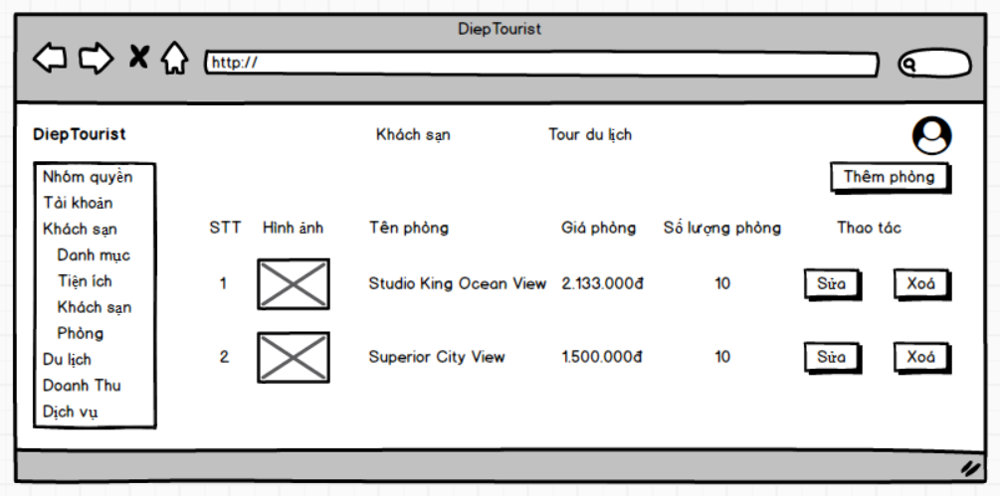 DiepTourist
http://
DiepTourist Khách sạn Tour du lịch
Nhóm quyền
Tài khoản
Khách sạn
Danh mục
Tiện ích
Khách sạn
Phòng
Du lịch
Doanh Thu
Dịch vụ
Thêm phòng
STT Hình ảnh Tên phòng Giá phòng Số lượng phòng Thao tác
1 Studio King Ocean View 2.133.000đ 10 Sửa Xoá
2 Superior City View 1.500.000đ 10 Sửa Xoá